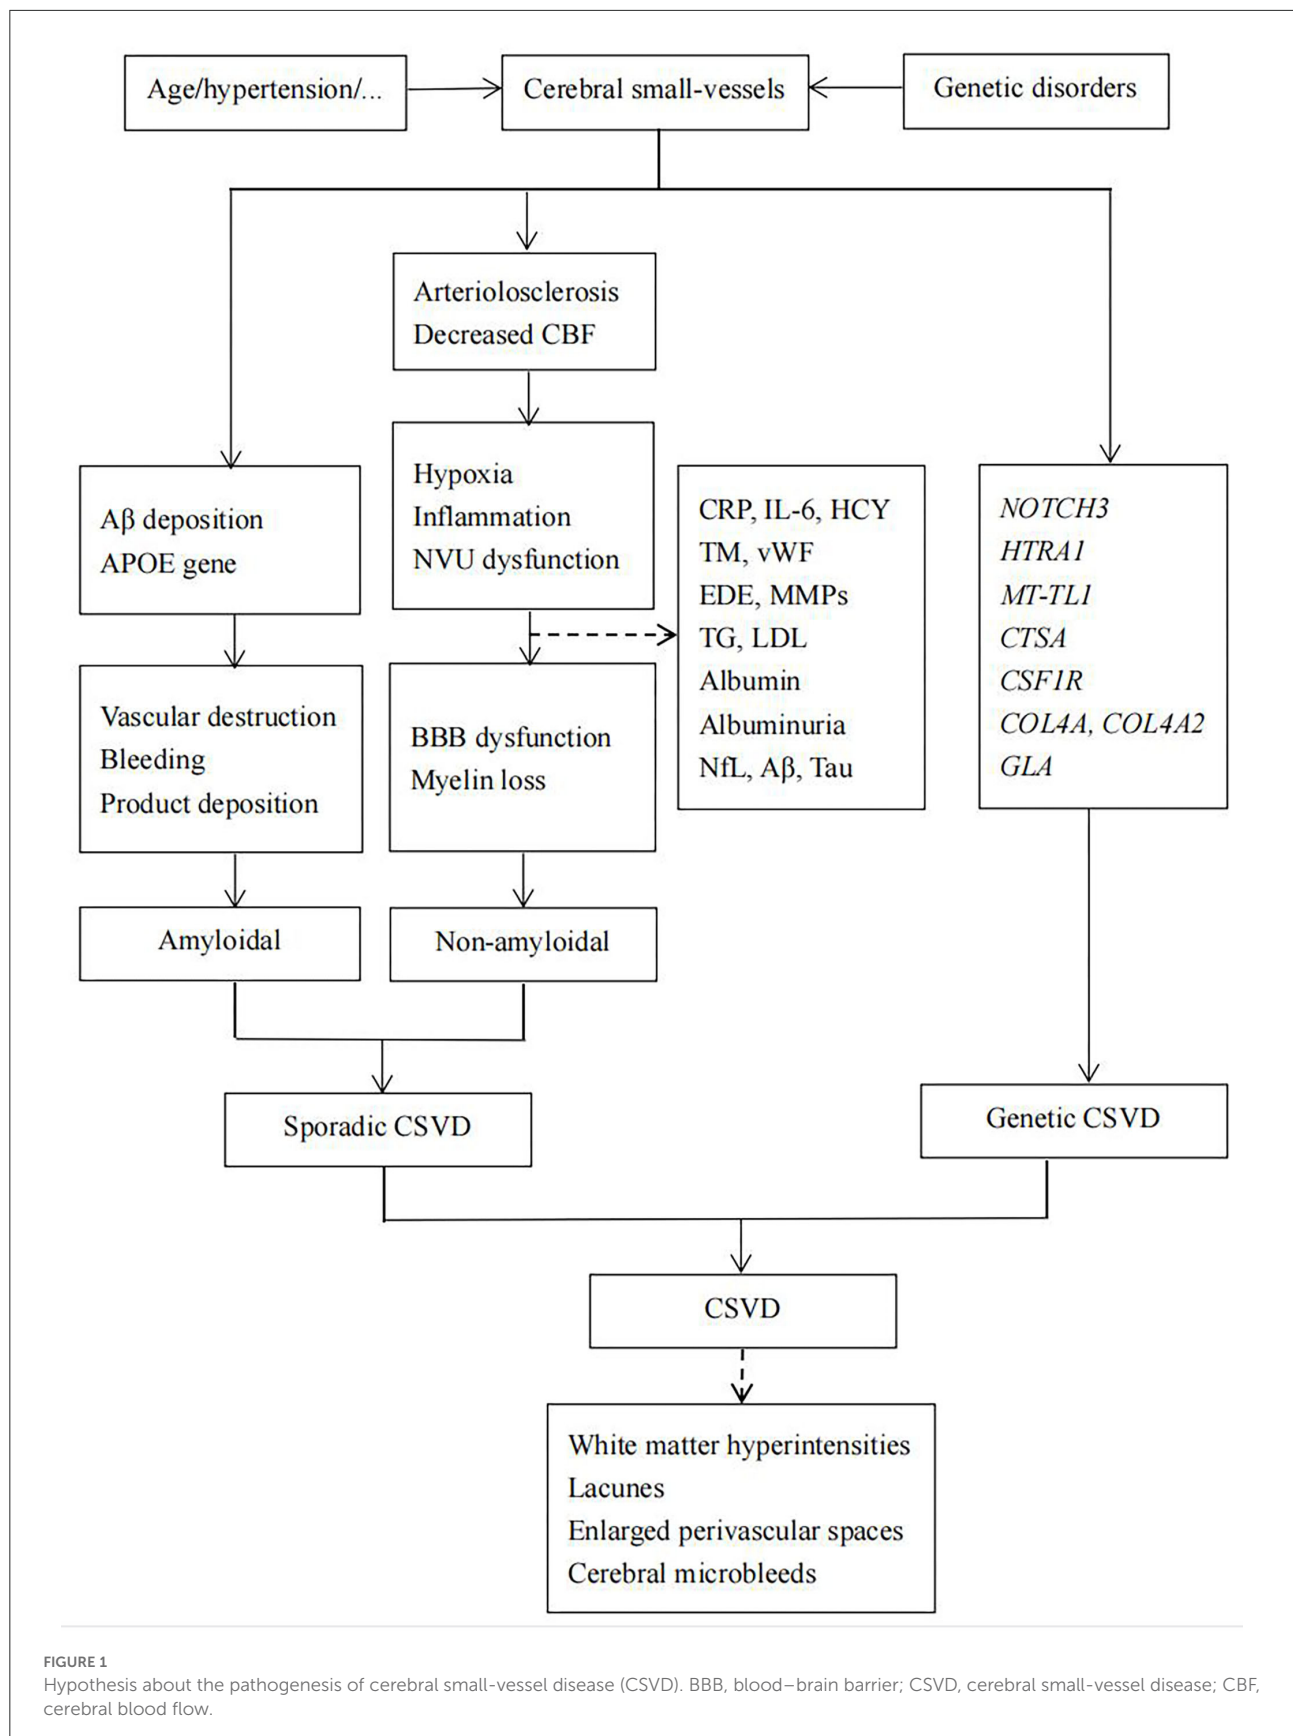 Age/hypertension/...
Cerebral small-vessels
Genetic disorders
Arteriolosclerosis
Decreased CBF
Hypoxia
Inflammation
NVU dysfunction
Aβ deposition
APOE gene
CRP, IL-6, HCY
TM, vWF
EDE, MMPs
TG, LDL
Albumin
Albuminuria
NfL, Aβ, Tau
NOTCH3
HTRA1
MT-TL1
CTSA
CSF1R
COL4A, COL4A2
GLA
Vascular destruction
Bleeding
Product deposition
BBB dysfunction
Myelin loss
Amyloidal
Non-amyloidal
Sporadic CSVD
Genetic CSVD
CSVD
White matter hyperintensities
Lacunes
Enlarged perivascular spaces
Cerebral microbleeds
FIGURE 1
Hypothesis about the pathogenesis of cerebral small-vessel disease (CSVD). BBB, blood–brain barrier; CSVD, cerebral small-vessel disease; CBF,
cerebral blood flow.